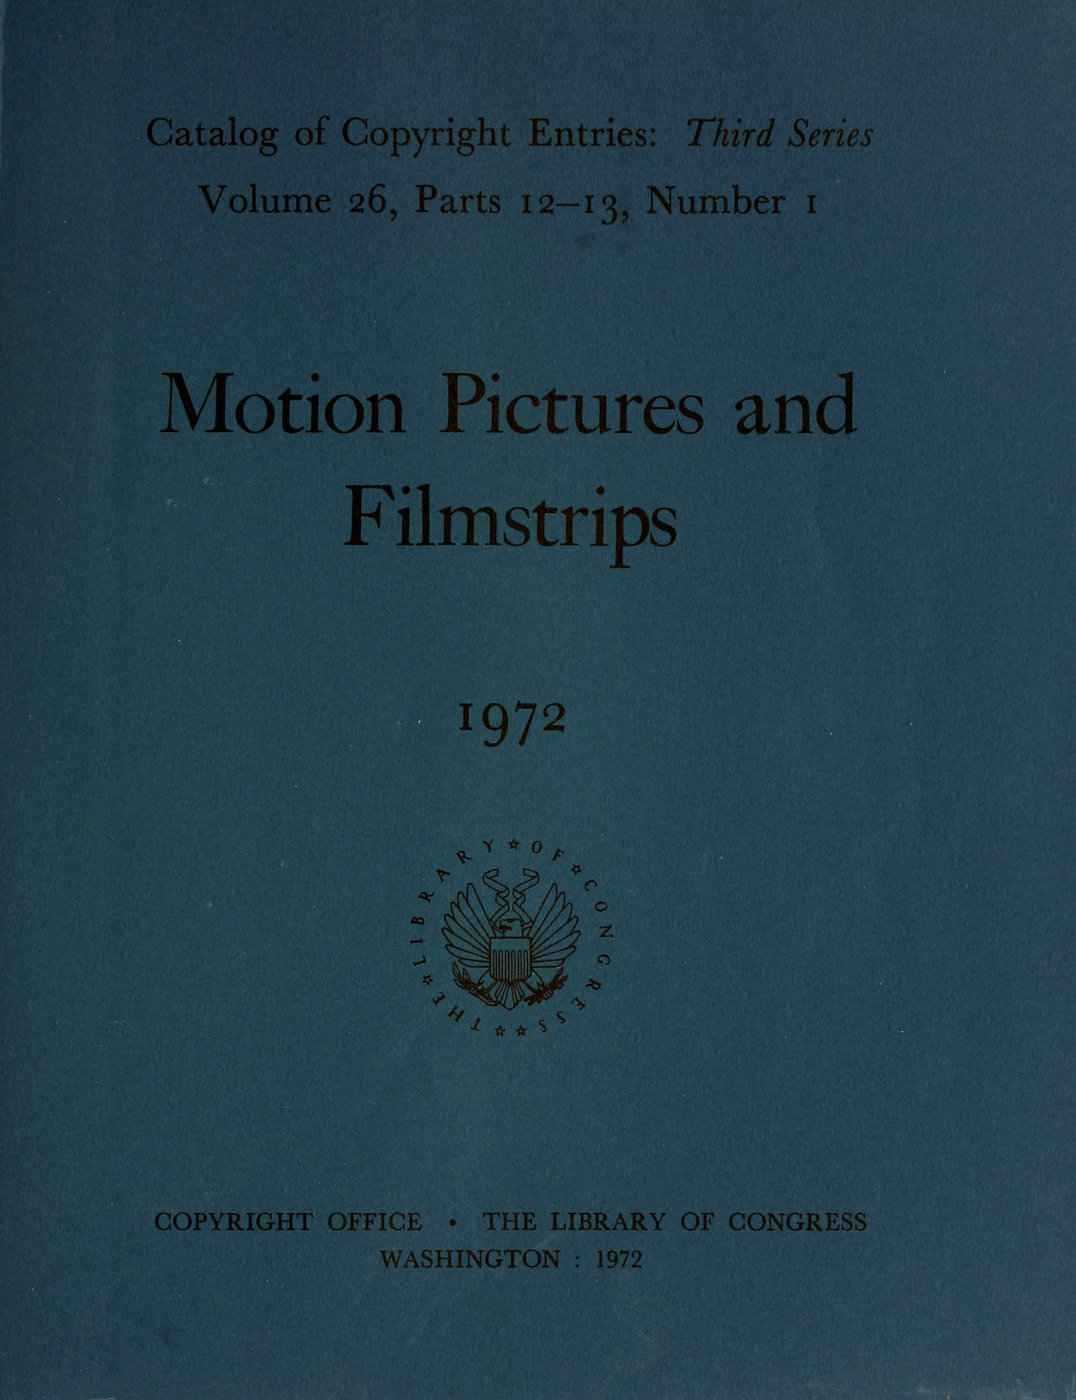 Catalog of Copyright Entries: Third Series
Volume 26, Parts 12–13, Number 1
Motion Pictures and
Filmstrips
1972
THE ★ LIBRARY ★ OF ★ CONGRESS ★ ★
COPYRIGHT OFFICE • THE LIBRARY OF CONGRESS
WASHINGTON : 1972